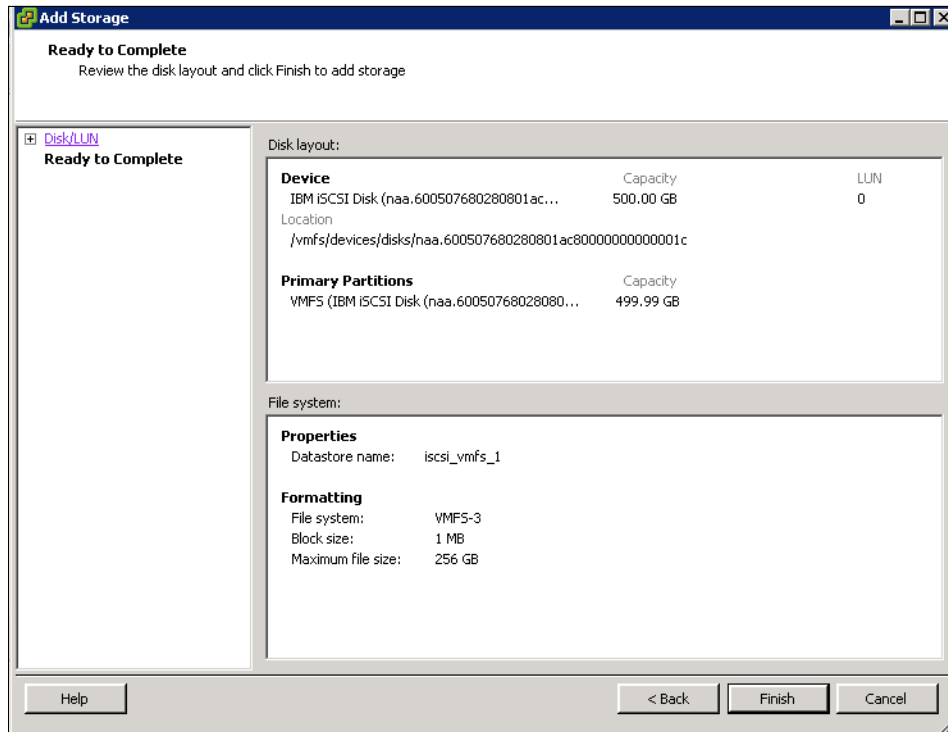 Add Storage
Ready to Complete
Review the disk layout and click Finish to add storage
Disk/LUN
Ready to Complete
Disk layout:
Device Capacity LUN
IBM iSCSI Disk (naa.600507680280801ac... 500.00 GB 0
Location
/vmfs/devices/disks/naa.600507680280801ac80000000000001c
Primary Partitions Capacity
VMFS (IBM iSCSI Disk (naa.60050768028080... 499.99 GB
File system:
Properties
Datastore name: iscsi_vmfs_1
Formatting
File system: VMFS-3
Block size: 1 MB
Maximum file size: 256 GB
Help < Back Finish Cancel